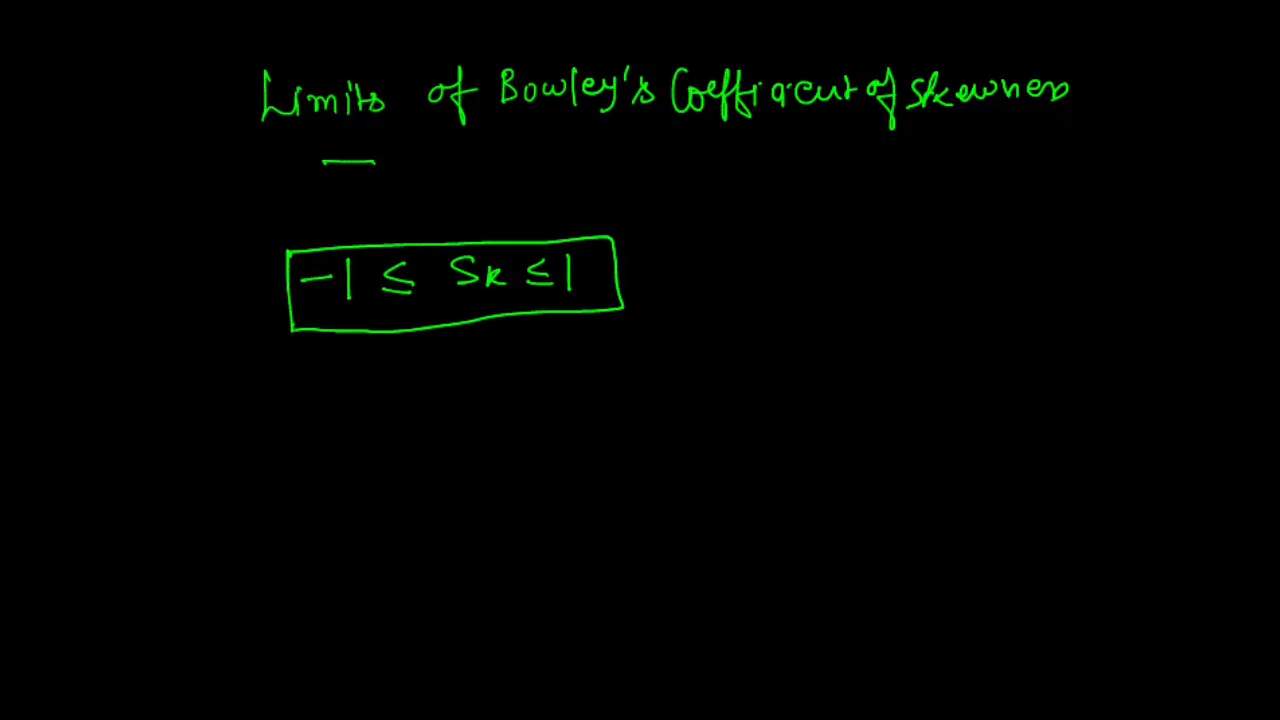 Limits of Bowley's Coefficient of Skewness
-1 ≤ Sk ≤ 1